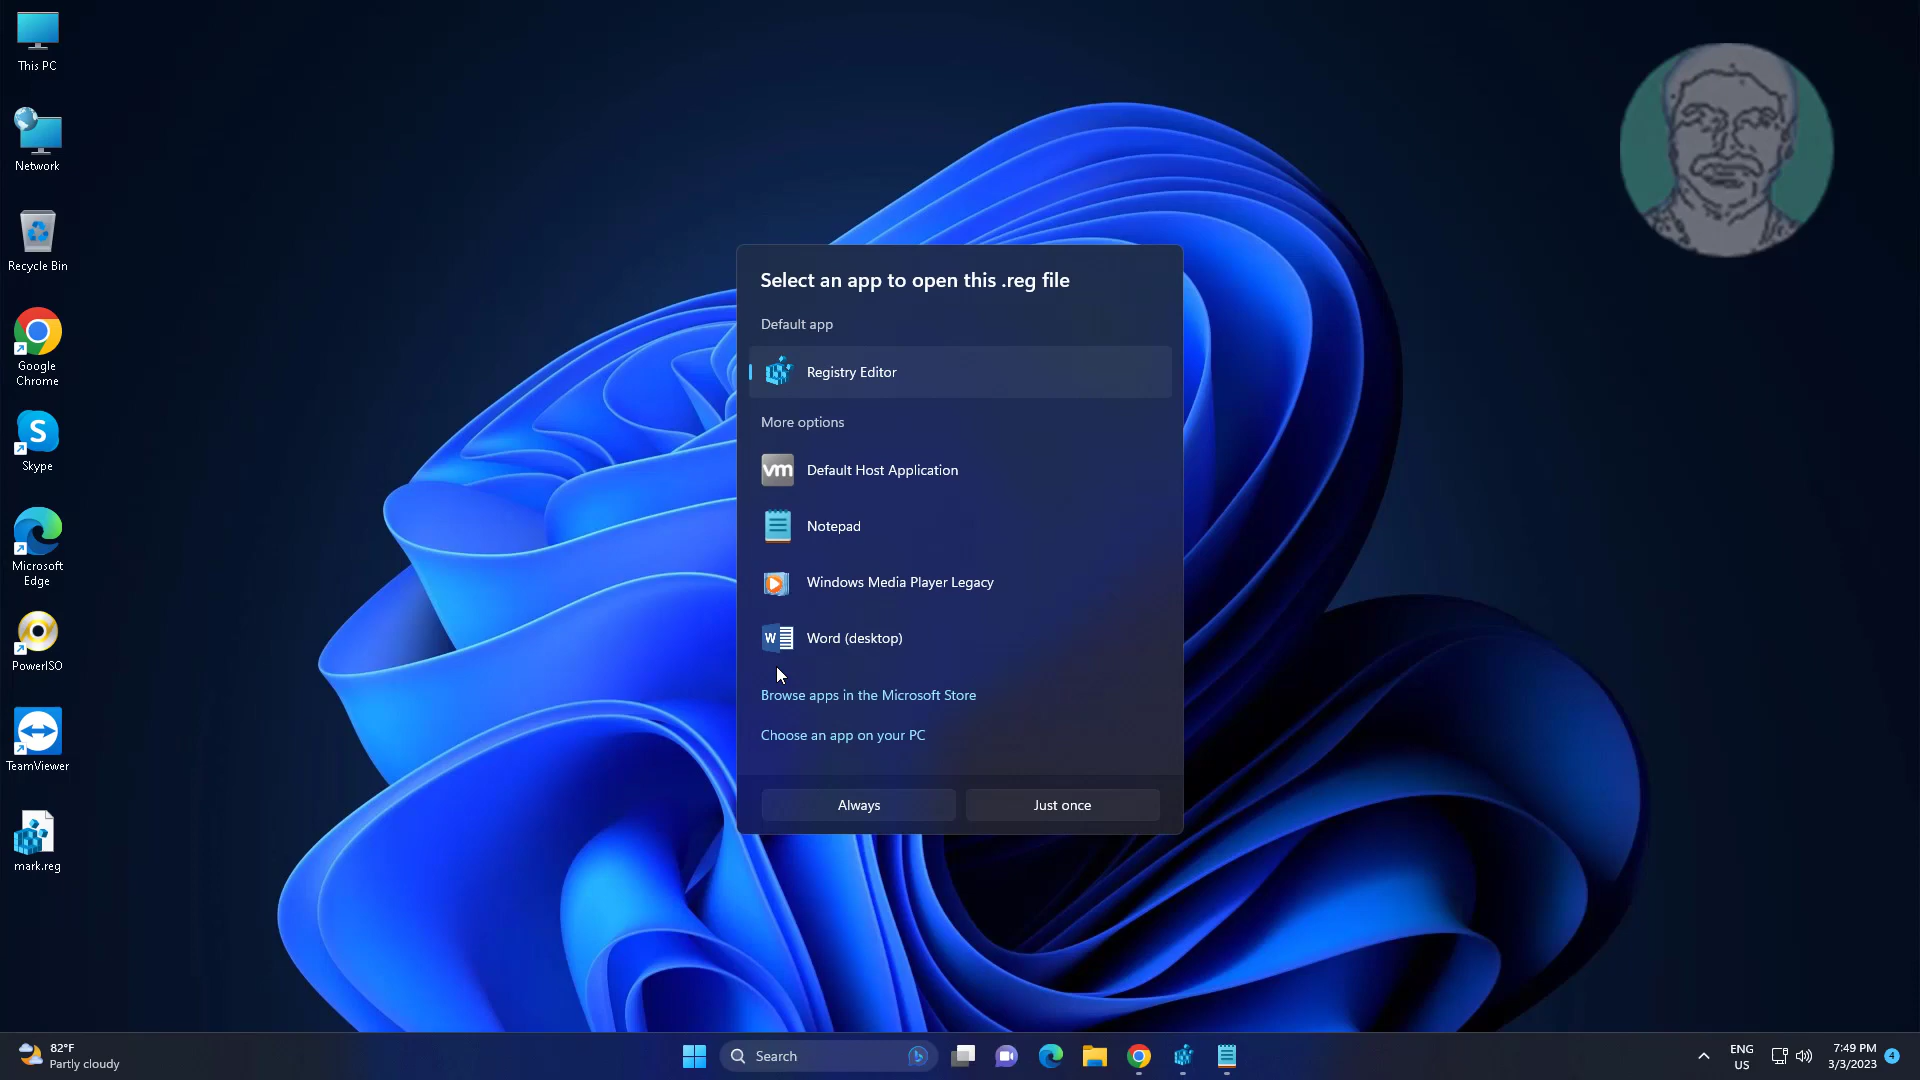 This PC
Network
Recycle Bin
Google
Chrome
S
Skype
Microsoft
Edge
PowerISO
TeamViewer
mark.reg
Select an app to open this .reg file
Default app
Registry Editor
More options
vm
Default Host Application
Notepad
Windows Media Player Legacy
W
Word (desktop)
Browse apps in the Microsoft Store
Choose an app on your PC
Always
Just once
82°F
Partly cloudy
Search
ENG
US
7:49 PM
3/3/2023
4